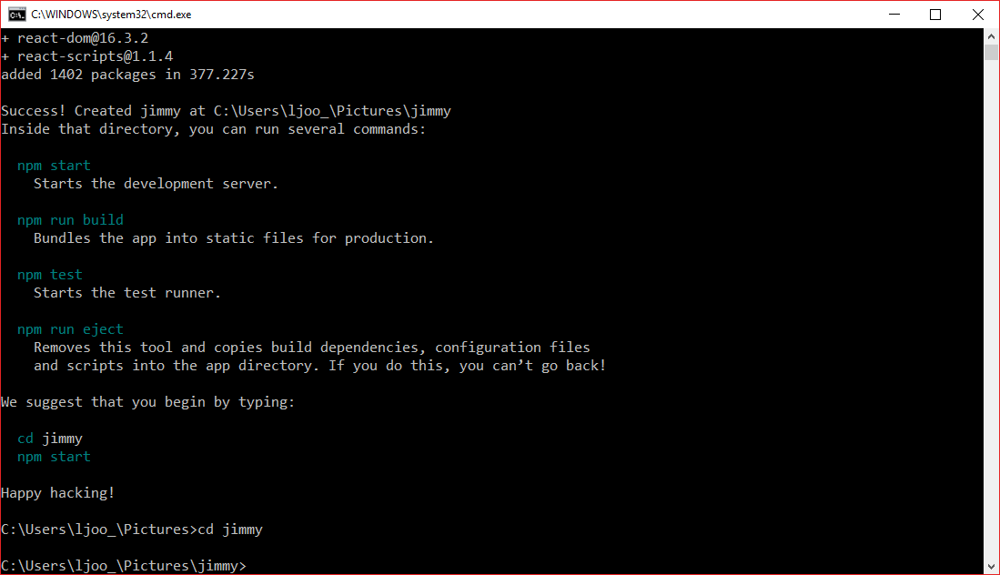 C:\WINDOWS\system32\cmd.exe
+ react-dom@16.3.2
+ react-scripts@1.1.4
added 1402 packages in 377.227s
Success! Created jimmy at C:\Users\ljoo_\Pictures\jimmy
Inside that directory, you can run several commands:
npm start
Starts the development server.
npm run build
Bundles the app into static files for production.
npm test
Starts the test runner.
npm run eject
Removes this tool and copies build dependencies, configuration files
and scripts into the app directory. If you do this, you can’t go back!
We suggest that you begin by typing:
cd jimmy
npm start
Happy hacking!
C:\Users\ljoo_\Pictures>cd jimmy
C:\Users\ljoo_\Pictures\jimmy>